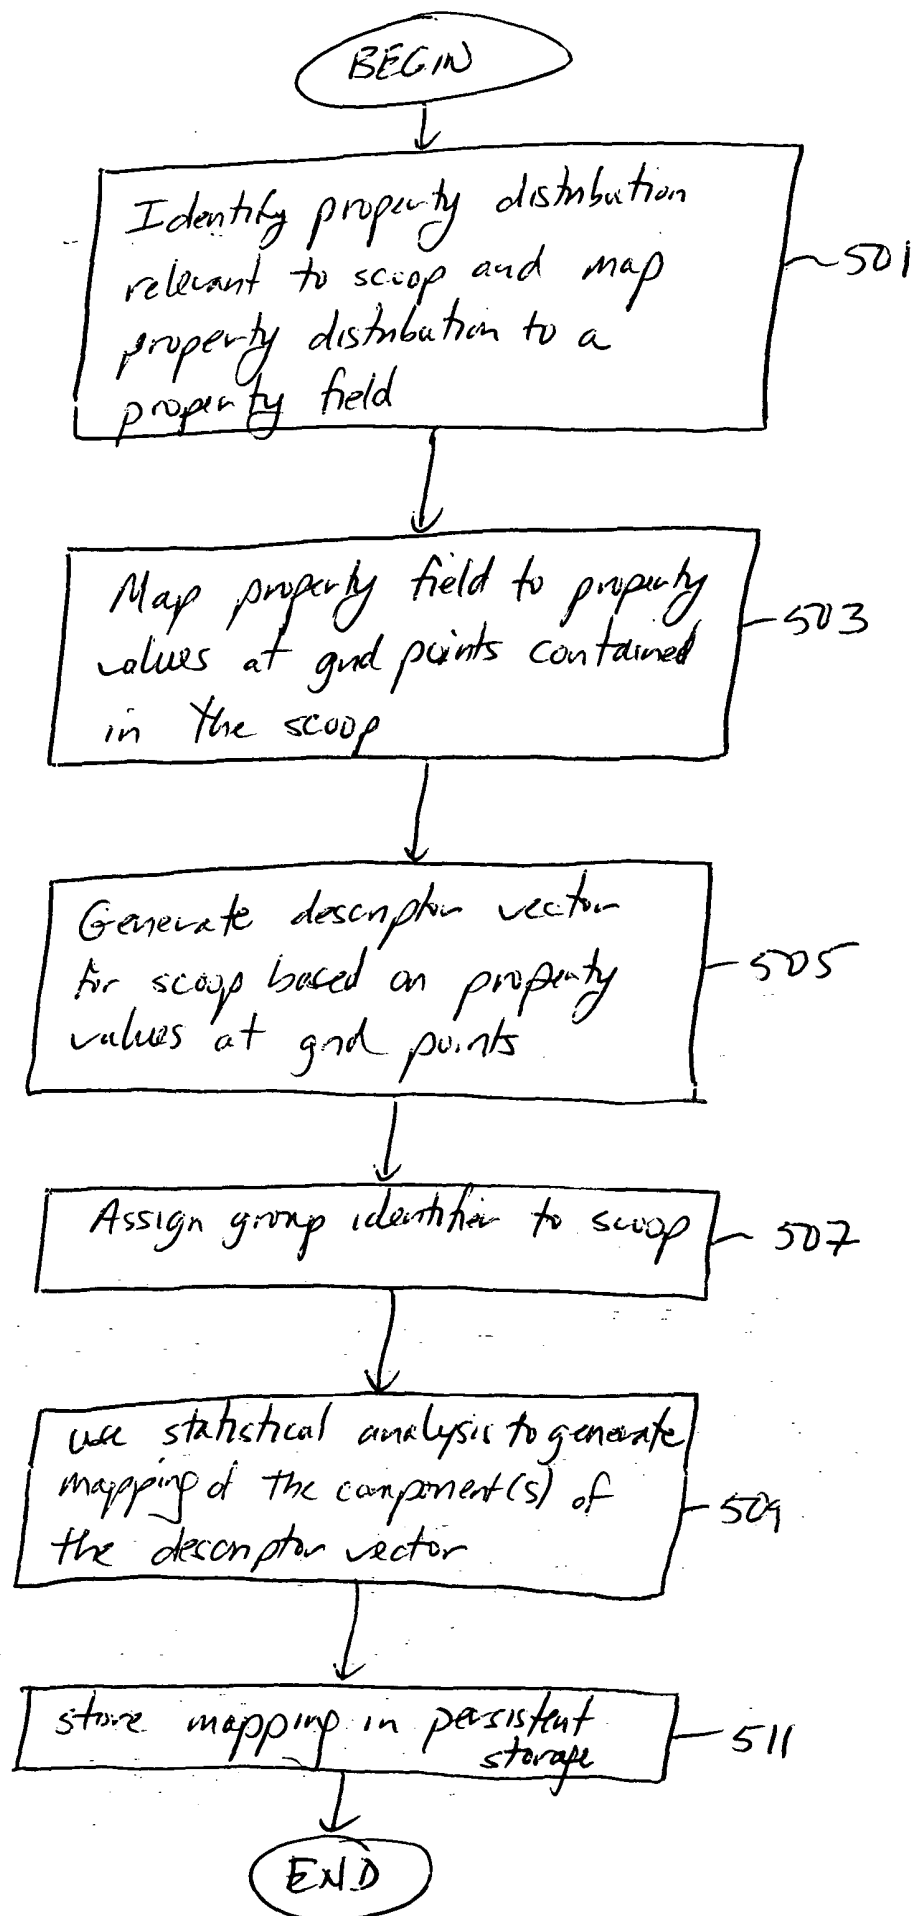 BEGIN
Identify property distribution
relevant to scoop and map
property distribution to a
property field
501
Map property field to property
values at grid points contained
in the scoop
503
Generate descriptor vector
for scoop based on property
values at grid points
505
Assign group identifier to scoop
507
use statistical analysis to generate
mapping of the component(s) of
the descriptor vector
509
store mapping in persistent
storage
511
END